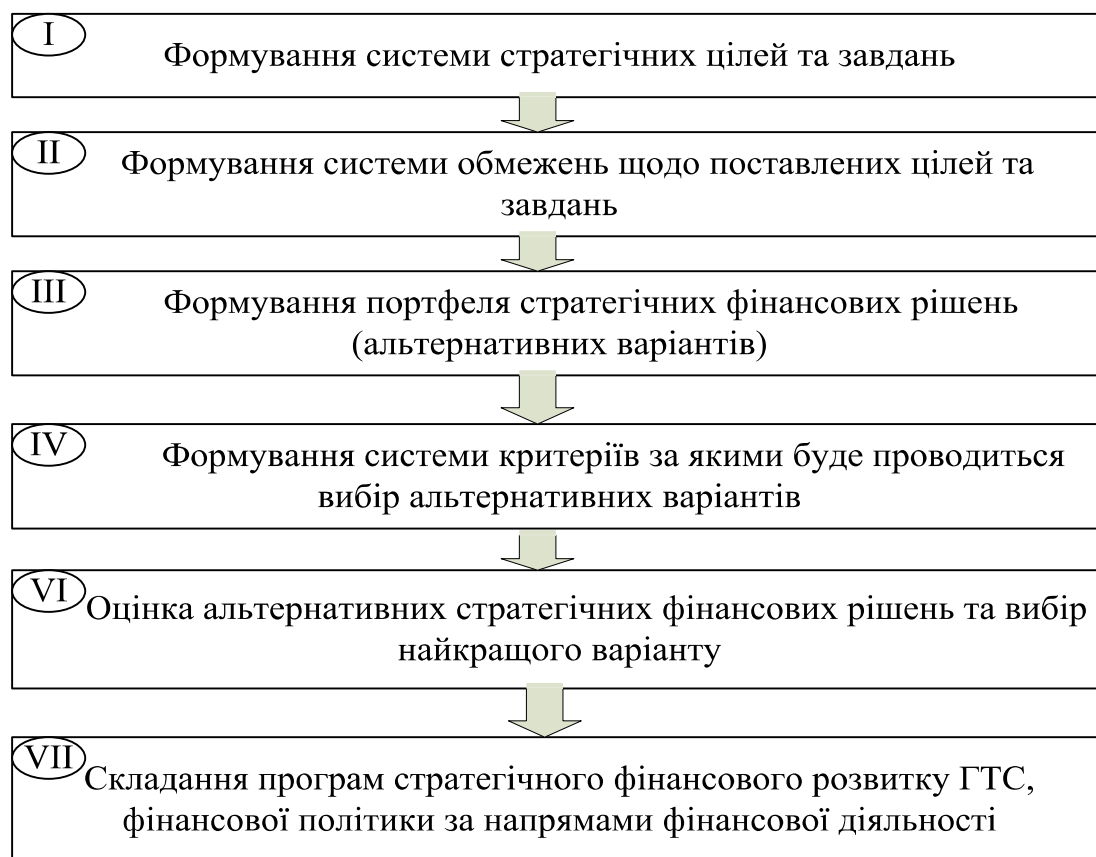 I
Формування системи стратегічних цілей та завдань
II
Формування системи обмежень щодо поставлених цілей та
завдань
III
Формування портфеля стратегічних фінансових рішень
(альтернативних варіантів)
IV
Формування системи критеріїв за якими буде проводиться
вибір альтернативних варіантів
VI
Оцінка альтернативних стратегічних фінансових рішень та вибір
найкращого варіанту
VII
Складання програм стратегічного фінансового розвитку ГТС,
фінансової політики за напрямами фінансової діяльності